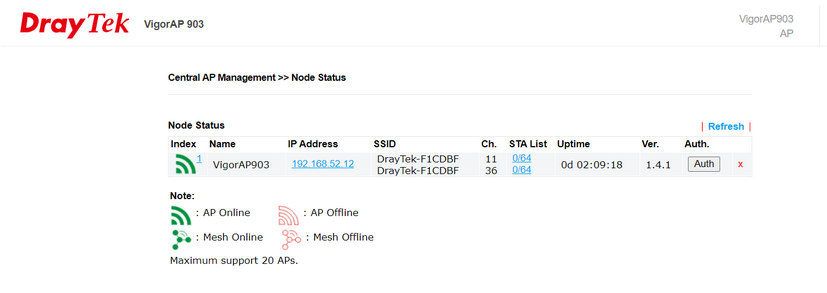 DrayTek VigorAP 903
VigorAP903
AP
Central AP Management >> Node Status
Node Status | Refresh |
Index Name IP Address SSID Ch. STA List Uptime Ver. Auth.
1 VigorAP903 192.168.52.12 DrayTek-F1CDBF 11 0/64 0d 02:09:18 1.4.1 Auth x
DrayTek-F1CDBF 36 0/64
Note:
: AP Online : AP Offline
: Mesh Online : Mesh Offline
Maximum support 20 APs.